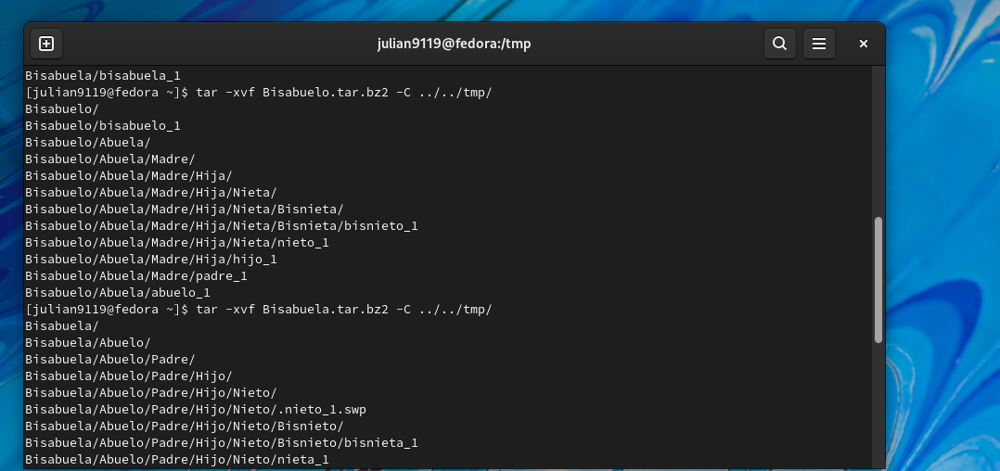 julian9119@fedora:/tmp
Bisabuela/bisabuela_1
[julian9119@fedora ~]$ tar -xvf Bisabuelo.tar.bz2 -C ../../tmp/
Bisabuelo/
Bisabuelo/bisabuelo_1
Bisabuelo/Abuela/
Bisabuelo/Abuela/Madre/
Bisabuelo/Abuela/Madre/Hija/
Bisabuelo/Abuela/Madre/Hija/Nieta/
Bisabuelo/Abuela/Madre/Hija/Nieta/Bisnieta/
Bisabuelo/Abuela/Madre/Hija/Nieta/Bisnieta/bisnieto_1
Bisabuelo/Abuela/Madre/Hija/Nieta/nieto_1
Bisabuelo/Abuela/Madre/Hija/hijo_1
Bisabuelo/Abuela/Madre/padre_1
Bisabuelo/Abuela/abuelo_1
[julian9119@fedora ~]$ tar -xvf Bisabuela.tar.bz2 -C ../../tmp/
Bisabuela/
Bisabuela/Abuelo/
Bisabuela/Abuelo/Padre/
Bisabuela/Abuelo/Padre/Hijo/
Bisabuela/Abuelo/Padre/Hijo/Nieto/
Bisabuela/Abuelo/Padre/Hijo/Nieto/.nieto_1.swp
Bisabuela/Abuelo/Padre/Hijo/Nieto/Bisnieto/
Bisabuela/Abuelo/Padre/Hijo/Nieto/Bisnieto/bisnieta_1
Bisabuela/Abuelo/Padre/Hijo/Nieto/nieta_1